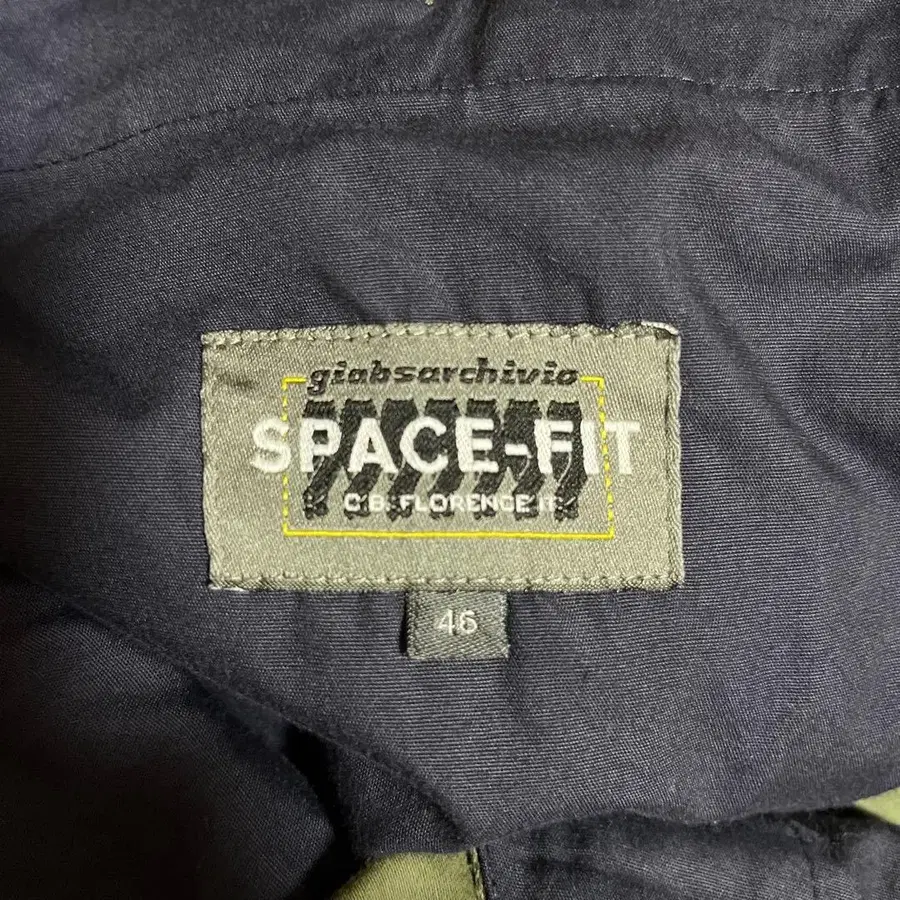 giabsarchivio
SPACE-FIT
G.B. FLORENCE IT.
46